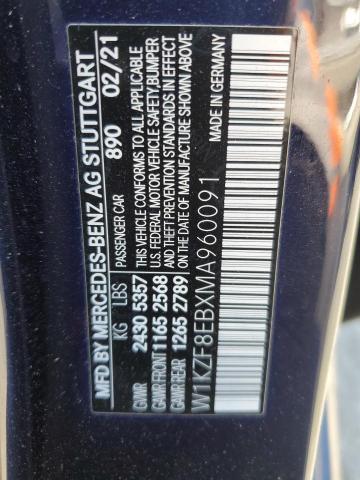 MFD BY MERCEDES-BENZ AG STUTTGART
890 02/21
PASSENGER CAR
KG LBS
GVWR 2430 5357
GAWR FRONT 1165 2568
GAWR REAR 1265 2789
THIS VEHICLE CONFORMS TO ALL APPLICABLE
U.S. FEDERAL MOTOR VEHICLE SAFETY, BUMPER
AND THEFT PREVENTION STANDARDS IN EFFECT
ON THE DATE OF MANUFACTURE SHOWN ABOVE
W1KZF8EBXMA960091
MADE IN GERMANY